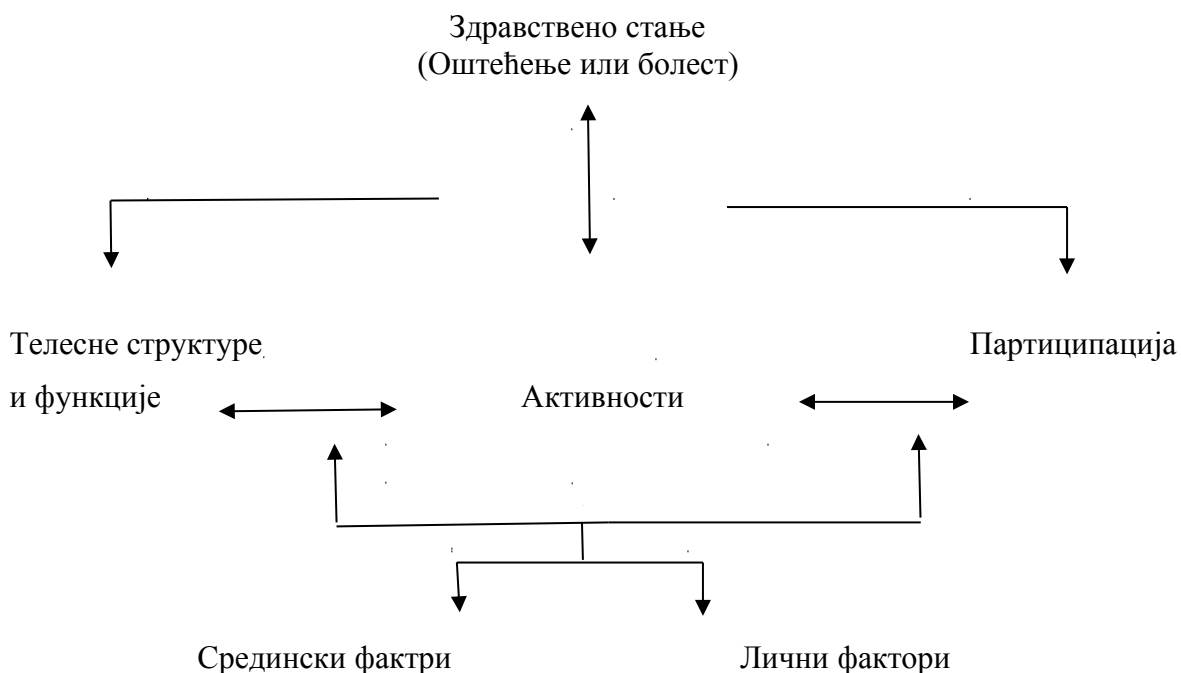 Здравствено стање
(Оштећење или болест)
Телесне структуре
и функције
Активности
Партиципација
Средински фактри
Лични фактори